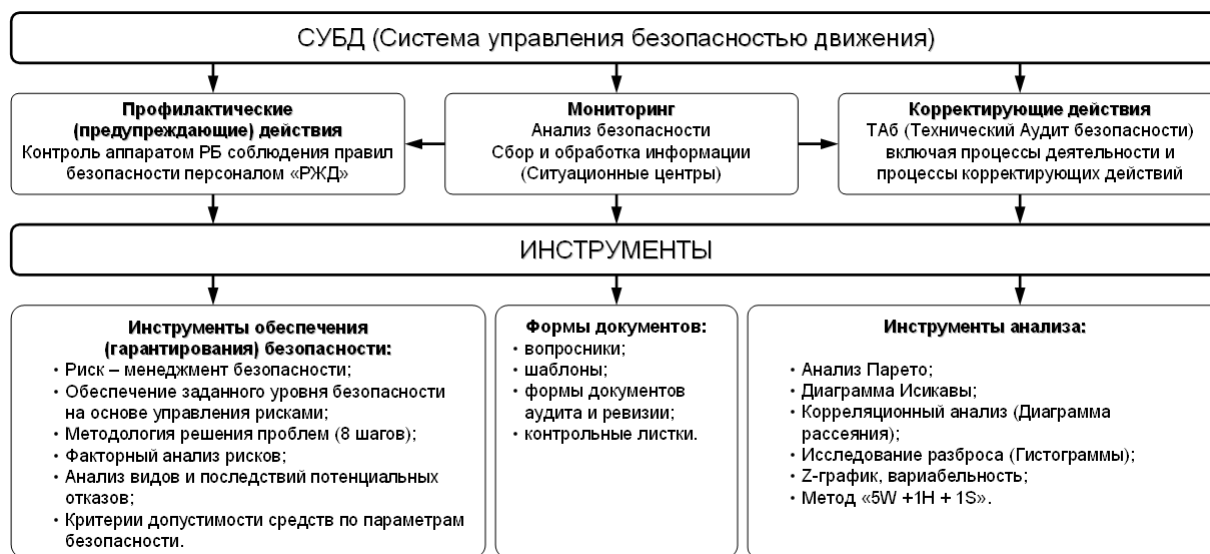 СУБД (Система управления безопасностью движения)
Профилактические
(предупреждающие) действия
Контроль аппаратом РБ соблюдения правил
безопасности персоналом «РЖД»
Мониторинг
Анализ безопасности
Сбор и обработка информации
(Ситуационные центры)
Корректирующие действия
ТАб (Технический Аудит безопасности)
включая процессы деятельности и
процессы корректирующих действий
ИНСТРУМЕНТЫ
Инструменты обеспечения
(гарантирования) безопасности:
• Риск – менеджмент безопасности;
• Обеспечение заданного уровня безопасности
на основе управления рисками;
• Методология решения проблем (8 шагов);
• Факторный анализ рисков;
• Анализ видов и последствий потенциальных
отказов;
• Критерии допустимости средств по параметрам
безопасности.
Формы документов:
• вопросники;
• шаблоны;
• формы документов
аудита и ревизии;
• контрольные листки.
Инструменты анализа:
• Анализ Парето;
• Диаграмма Исикавы;
• Корреляционный анализ (Диаграмма
рассеяния);
• Исследование разброса (Гистограммы);
• Z-график, вариабельность;
• Метод «5W +1H + 1S».